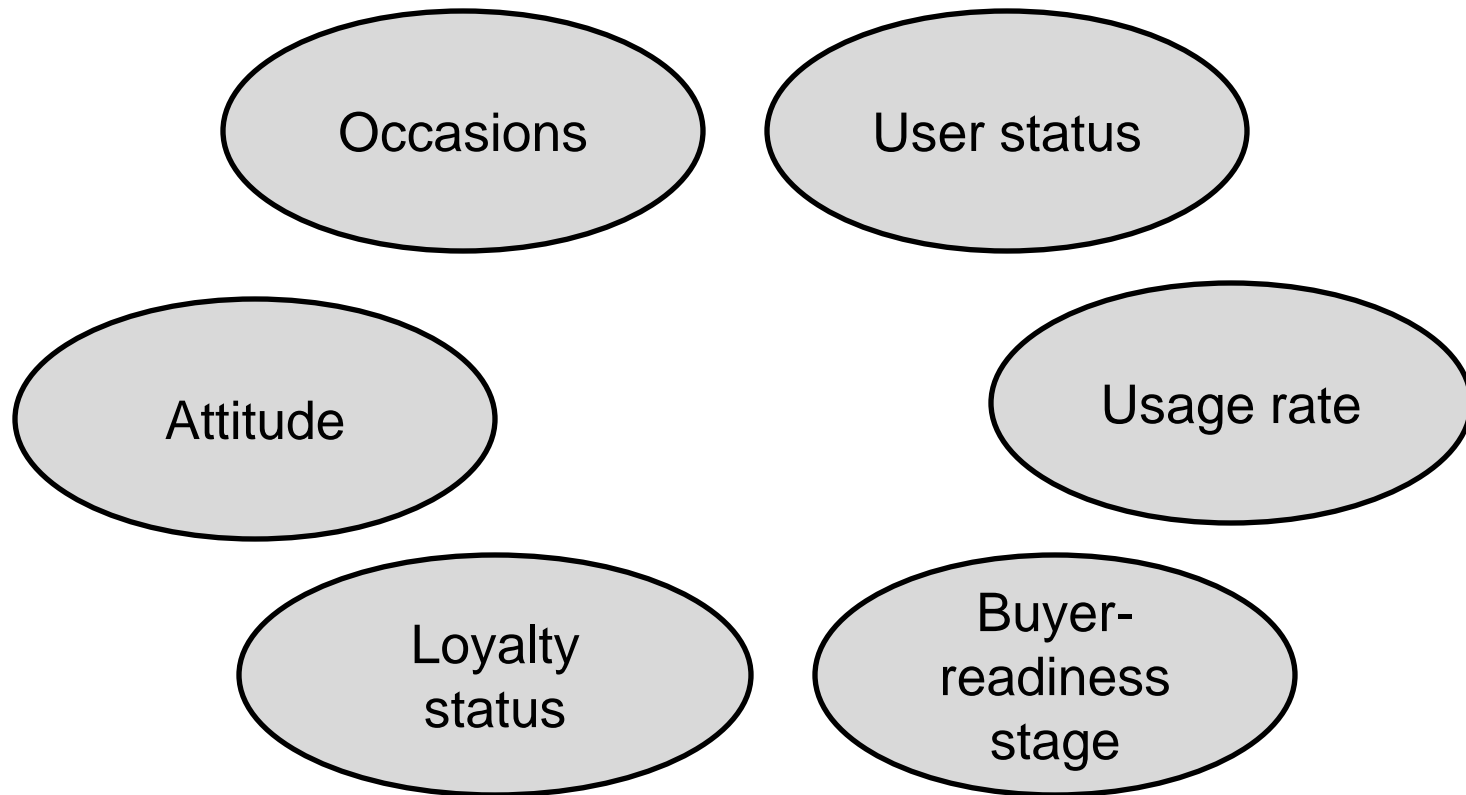 Occasions
User status
Attitude
Usage rate
Loyalty
status
Buyer-
readiness
stage